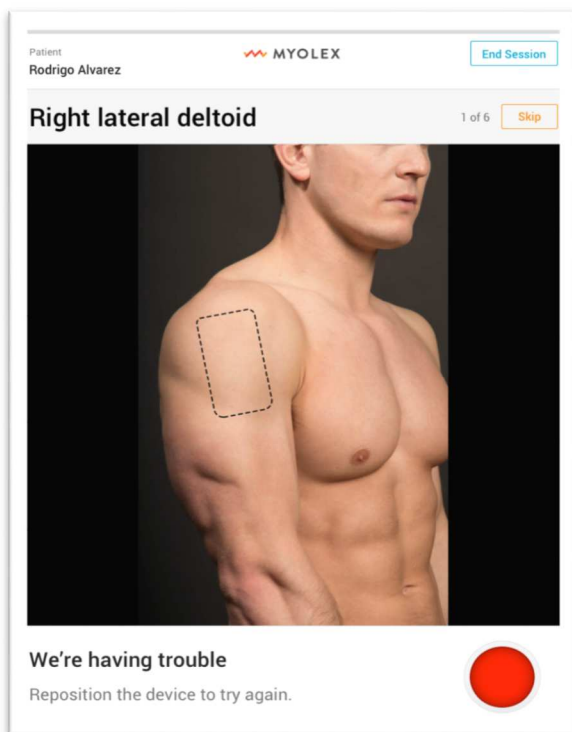 Patient
MYOLEX
End Session
Rodrigo Alvarez
Right lateral deltoid
1 of 6
Skip
We're having trouble
Reposition the device to try again.